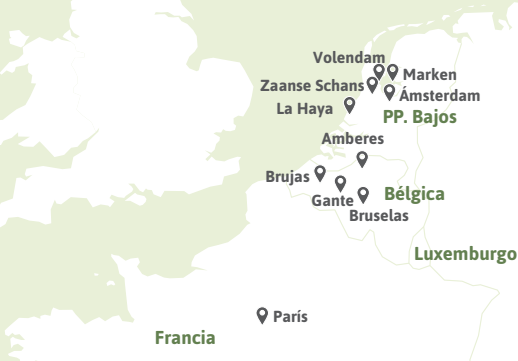 Volendam
Marken
Zaanse Schans
Ámsterdam
La Haya
PP. Bajos
Amberes
Brujas
Gante
Bélgica
Bruselas
Luxemburgo
París
Francia